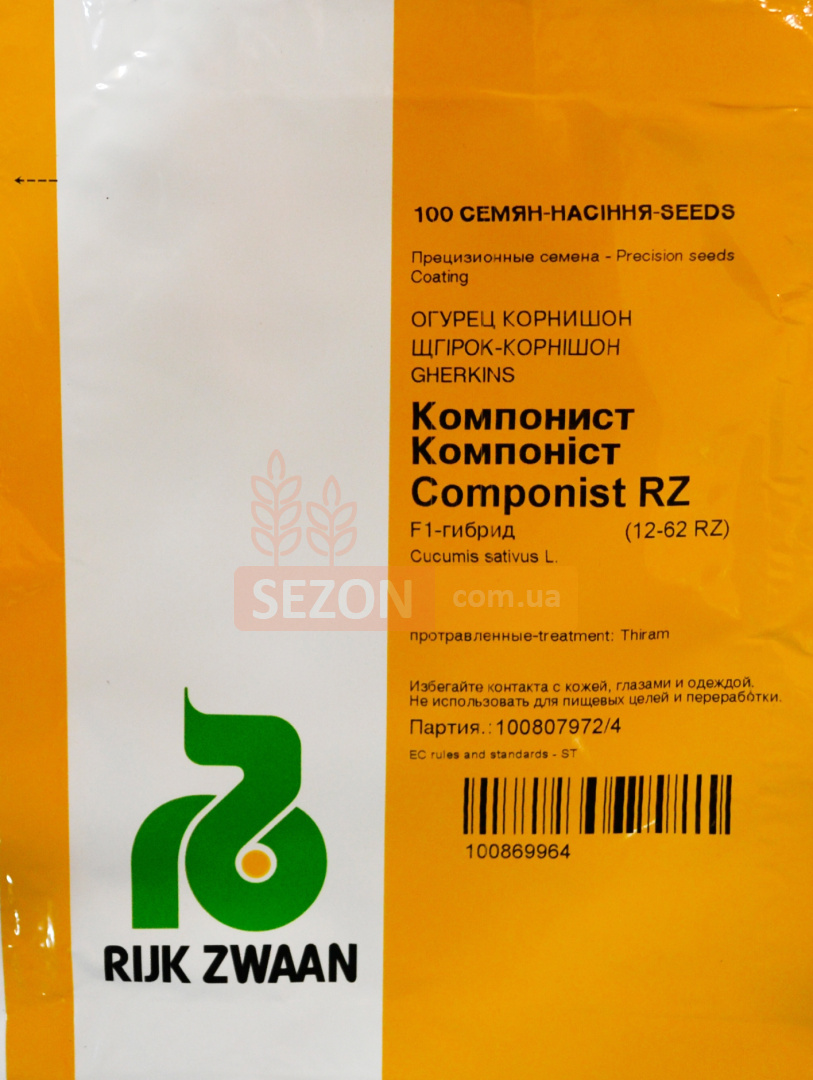 100 СЕМЯН-НАСІННЯ-SEEDS
Прецизионные семена - Precision seeds
Coating
ОГУРЕЦ КОРНИШОН
ЩГІРОК-КОРНІШОН
GHERKINS
Компонист
Компоніст
Componist RZ
F1-гибрид (12-62 RZ)
Cucumis sativus L.
SEZON com.ua
протравленные-treatment: Thiram
Избегайте контакта с кожей, глазами и одеждой.
Не использовать для пищевых целей и переработки.
Партия.: 100807972/4
EC rules and standards - ST
100869964
RIJK ZWAAN